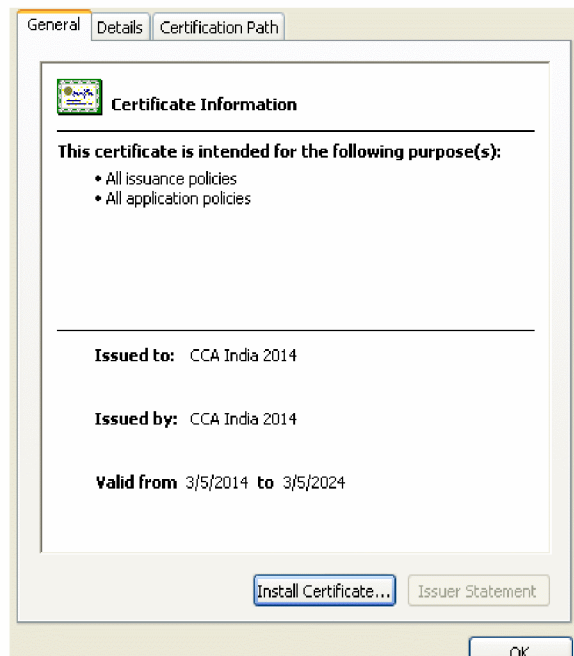 General Details Certification Path
Certificate Information
This certificate is intended for the following purpose(s):
• All issuance policies
• All application policies
Issued to: CCA India 2014
Issued by: CCA India 2014
Valid from 3/5/2014 to 3/5/2024
Install Certificate... Issuer Statement
OK